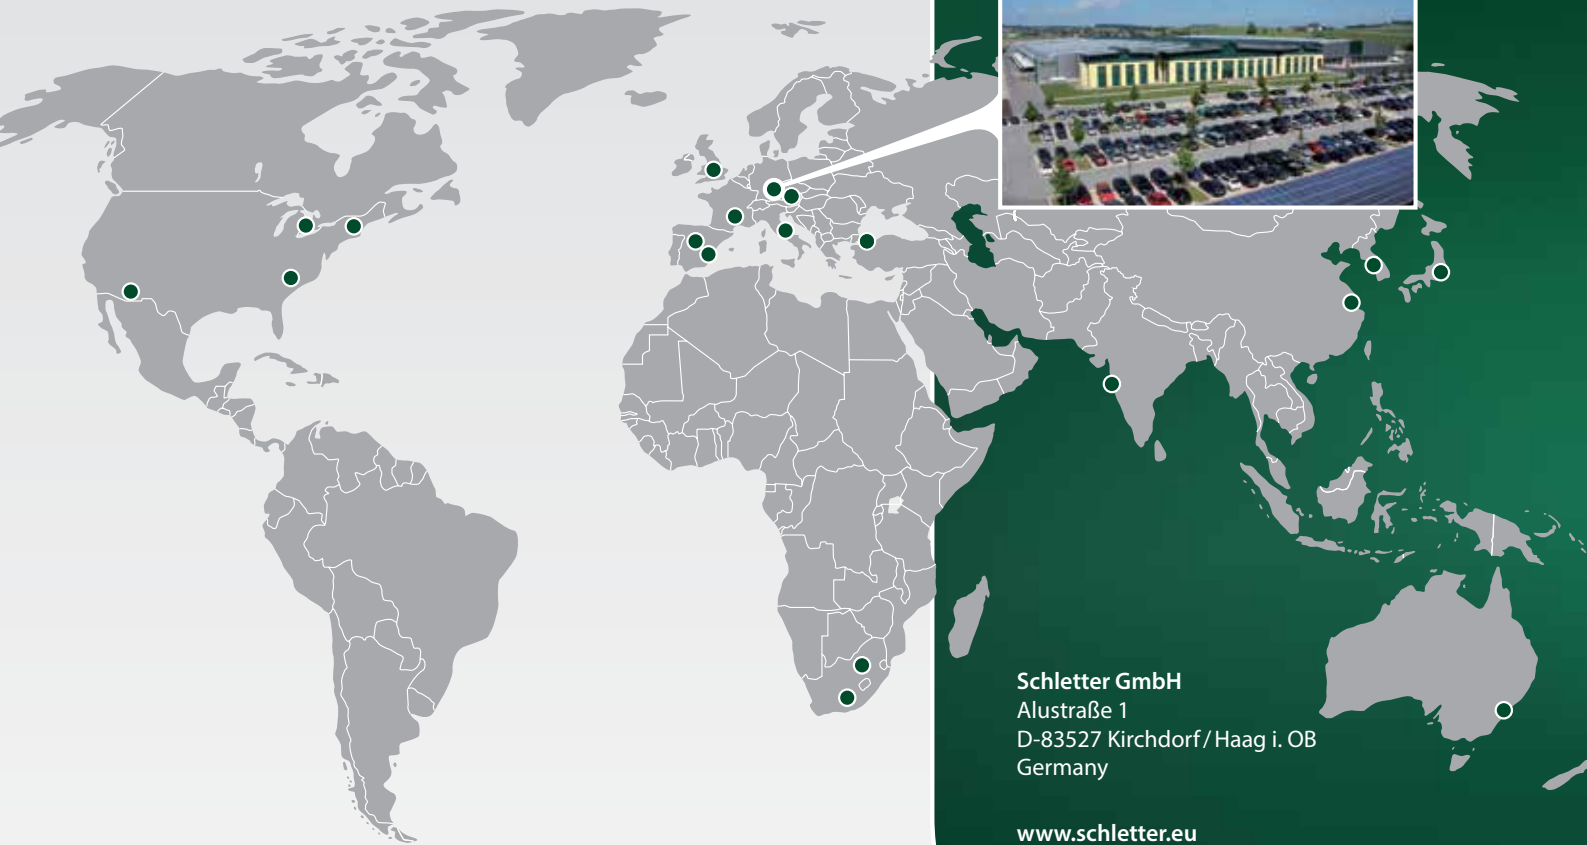 Schletter GmbH
Alustraße 1
D-83527 Kirchdorf / Haag i. OB
Germany
www.schletter.eu